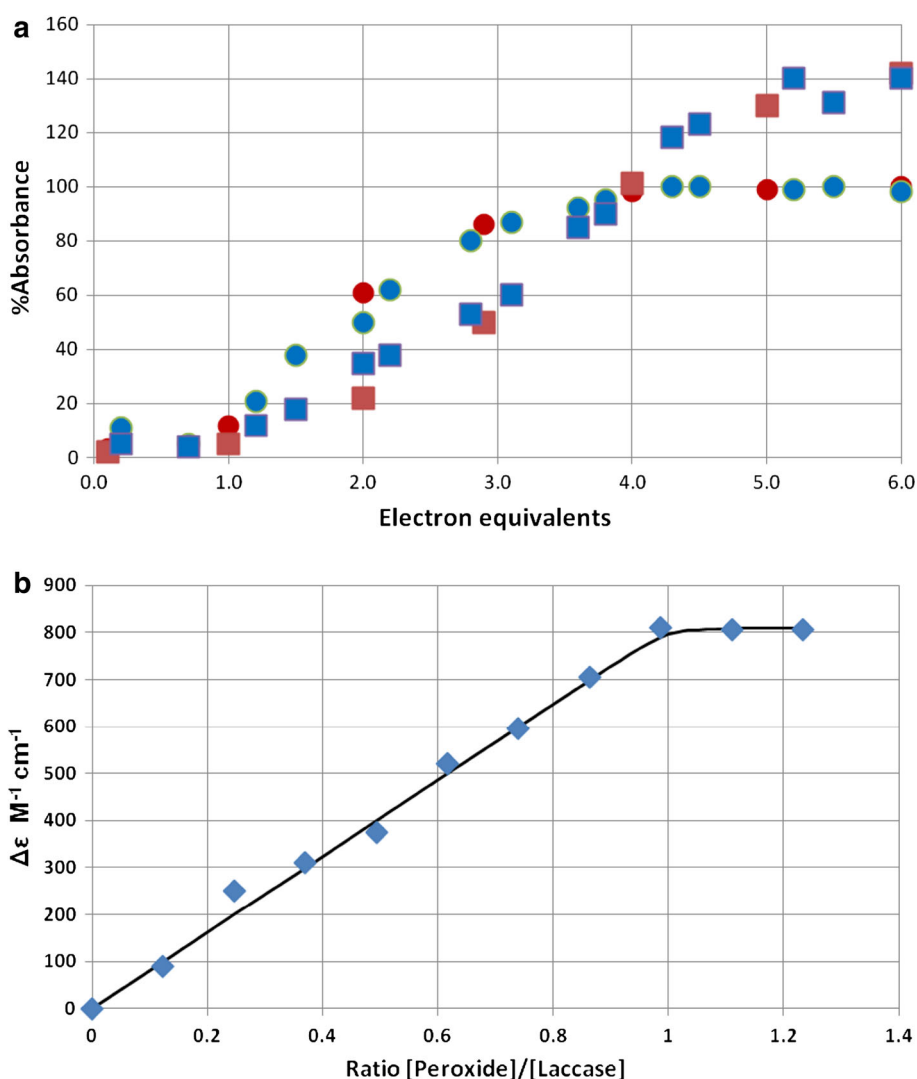 a
160
140
120
100
80
60
40
20
0
%Absorbance
0.0 1.0 2.0 3.0 4.0 5.0 6.0
Electron equivalents
b
900
800
700
600
500
400
300
200
100
0
Δε M⁻¹ cm⁻¹
0 0.2 0.4 0.6 0.8 1 1.2 1.4
Ratio [Peroxide]/[Laccase]